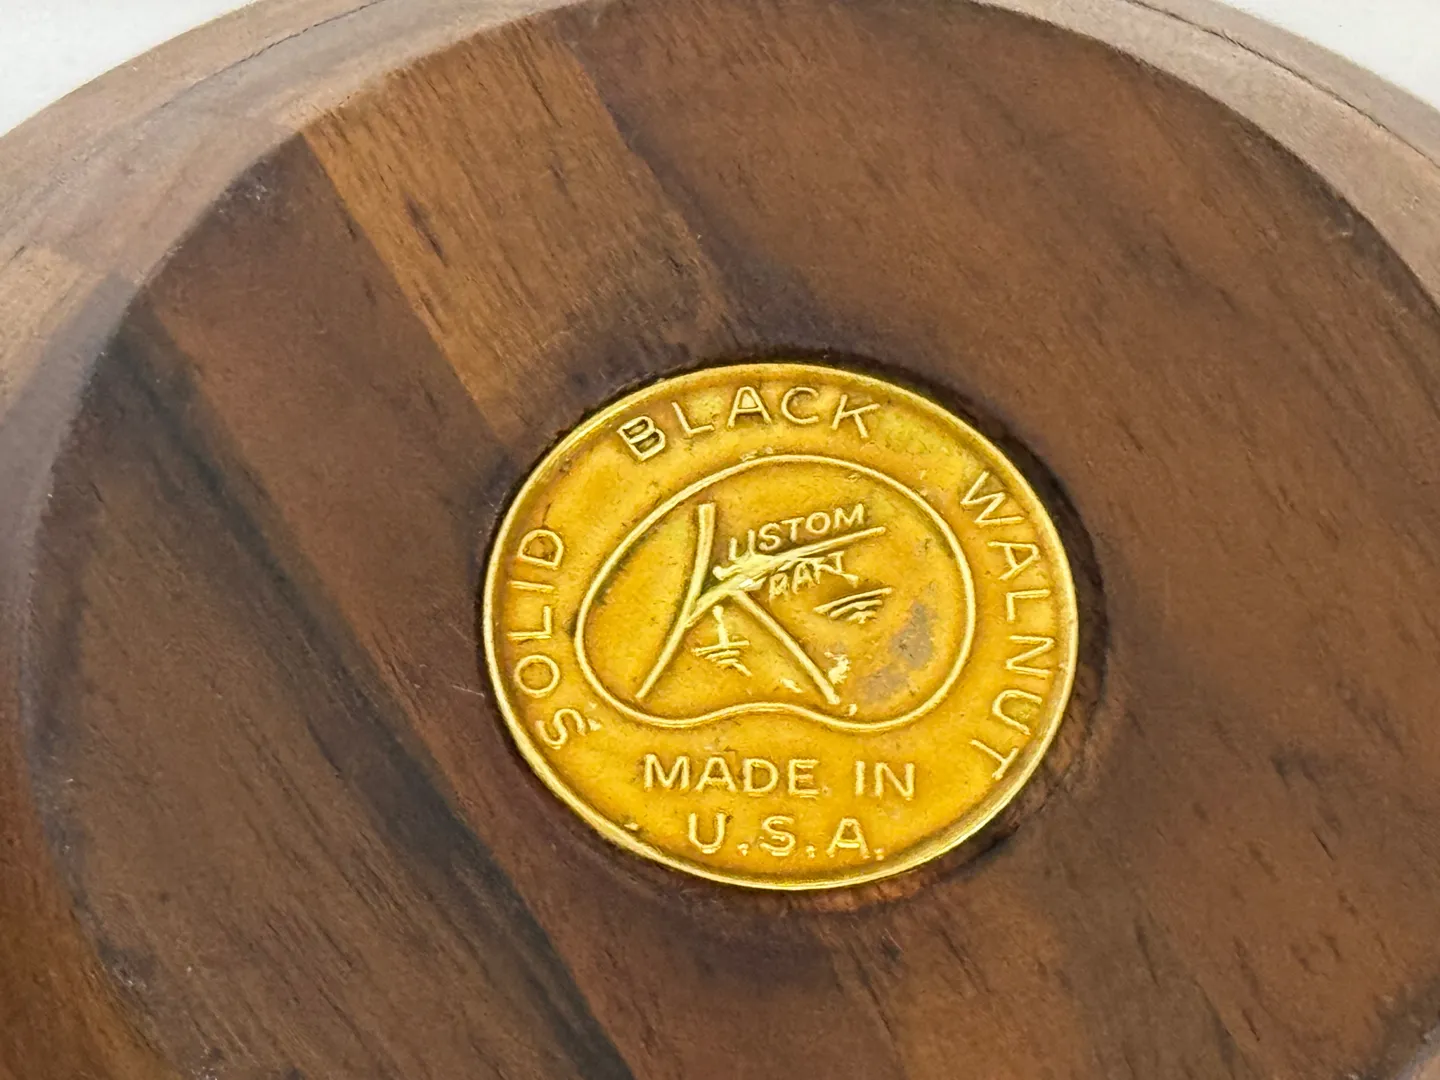 SOLID BLACK WALNUT
KUSTOM
KRAFT
MADE IN
U.S.A.